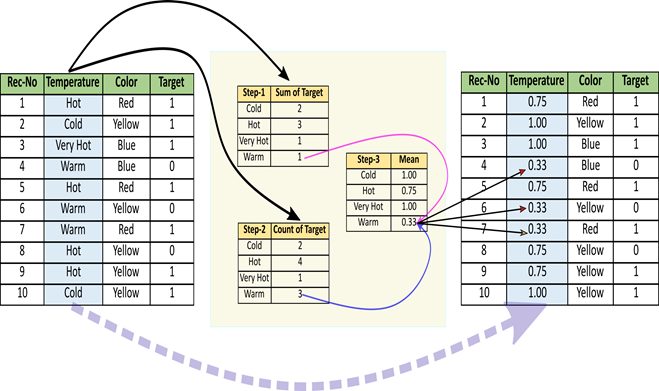 Rec-No Temperature Color Target
1 Hot Red 1
2 Cold Yellow 1
3 Very Hot Blue 1
4 Warm Blue 0
5 Hot Red 1
6 Warm Yellow 0
7 Warm Red 1
8 Hot Yellow 0
9 Hot Yellow 1
10 Cold Yellow 1
Step-1 Sum of Target
Cold 2
Hot 3
Very Hot 1
Warm 1
Step-2 Count of Target
Cold 2
Hot 4
Very Hot 1
Warm 3
Step-3 Mean
Cold 1.00
Hot 0.75
Very Hot 1.00
Warm 0.33
Rec-No Temperature Color Target
1 0.75 Red 1
2 1.00 Yellow 1
3 1.00 Blue 1
4 0.33 Blue 0
5 0.75 Red 1
6 0.33 Yellow 0
7 0.33 Red 1
8 0.75 Yellow 0
9 0.75 Yellow 1
10 1.00 Yellow 1